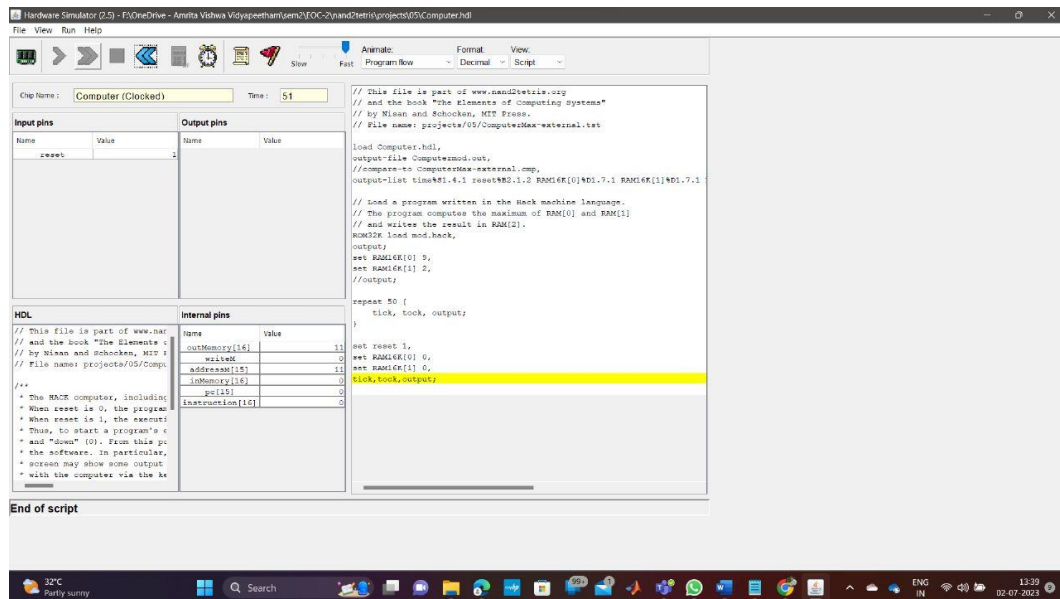 Hardware Simulator (2.5) - F:\OneDrive - Amrita Vishwa Vidyapeetham\sem2\EOC-2\nand2tetris\projects\05\Computer.hdl
File View Run Help
Slow Fast
Animate: Format: View:
Program flow Decimal Script
Chip Name : Computer (Clocked) Time : 51
Input pins
Name Value
reset 1
Output pins
Name Value
// This file is part of www.nand2tetris.org
// and the book "The Elements of Computing Systems"
// by Nisan and Schocken, MIT Press.
// File name: projects/05/ComputerMax-external.tst
load Computer.hdl,
output-file Computermod.out,
//compare-to ComputerMax-external.cmp,
output-list time%S1.4.1 reset%B2.1.2 RAM16K[0]%D1.7.1 RAM16K[1]%D1.7.1
// Load a program written in the Hack machine language.
// The program computes the maximum of RAM[0] and RAM[1]
// and writes the result in RAM[2].
ROM32K load mod.hack,
output;
set RAM16K[0] 9,
set RAM16K[1] 2,
//output;
repeat 50 {
tick, tock, output;
}
set reset 1,
set RAM16K[0] 0,
set RAM16K[1] 0,
tick,tock,output;
HDL
// This file is part of www.nan
// and the book "The Elements o
// by Nisan and Schocken, MIT P
// File name: projects/05/Compu
/**
* The HACK computer, including
* When reset is 0, the program
* When reset is 1, the executi
* Thus, to start a program's e
* and "down" (0). From this po
* the software. In particular,
* screen may show some output
* with the computer via the ke
Internal pins
Name Value
outMemory[16] 11
writeM 0
addressM[15] 11
inMemory[16] 0
pc[15] 0
instruction[16] 0
End of script
32°C
Partly sunny
Search
99+
ENG
IN
13:39
02-07-2023